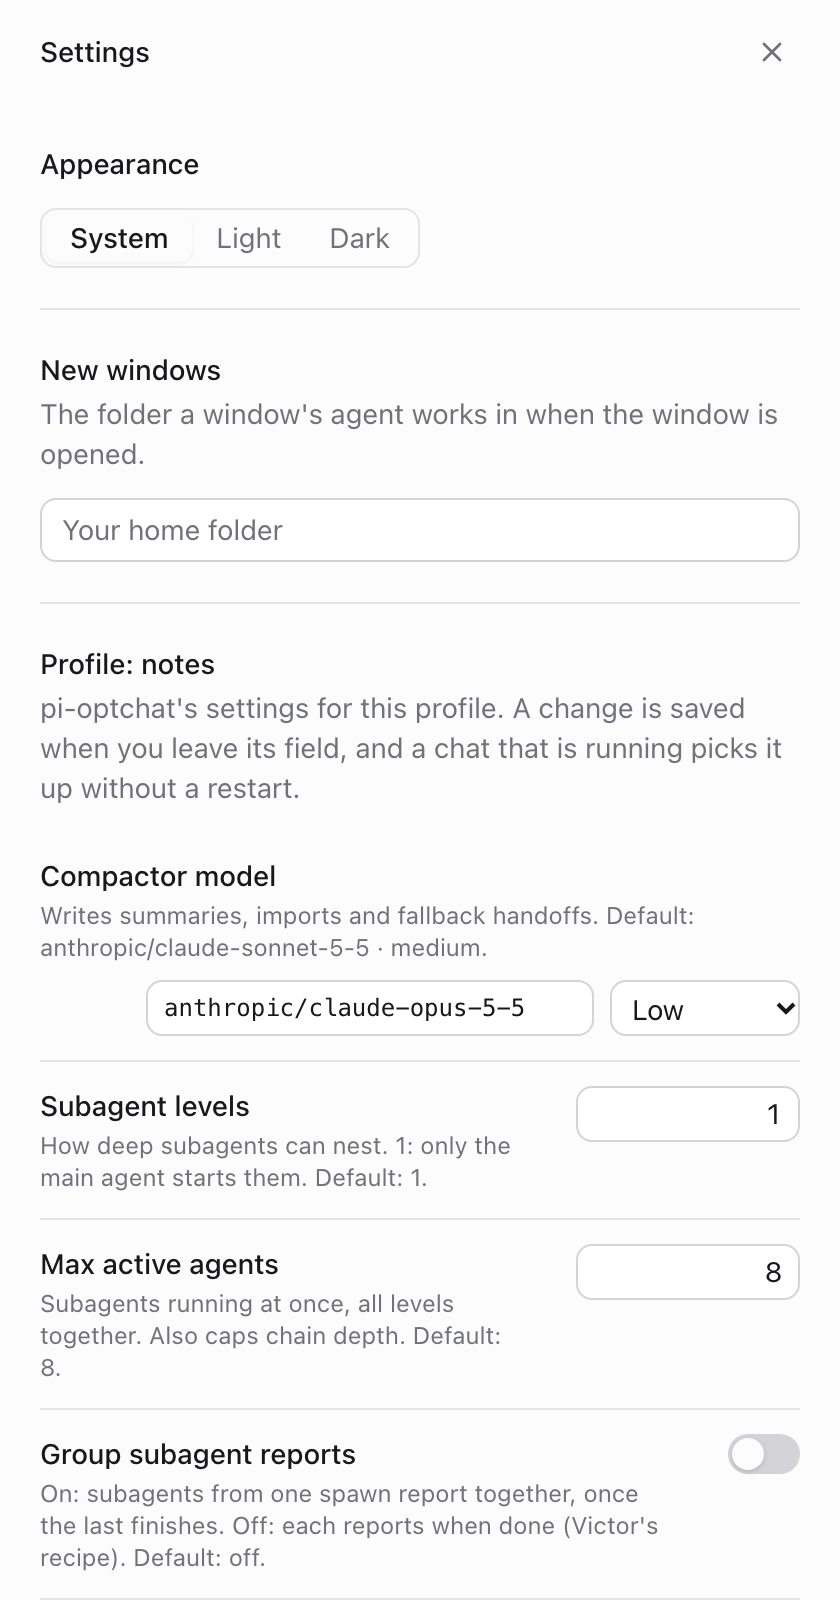 Settings
Appearance
System Light Dark
New windows
The folder a window's agent works in when the window is
opened.
Your home folder
Profile: notes
pi-optchat's settings for this profile. A change is saved
when you leave its field, and a chat that is running picks it
up without a restart.
Compactor model
Writes summaries, imports and fallback handoffs. Default:
anthropic/claude-sonnet-5-5 · medium.
anthropic/claude-opus-5-5 Low
Subagent levels
1
How deep subagents can nest. 1: only the
main agent starts them. Default: 1.
Max active agents
8
Subagents running at once, all levels
together. Also caps chain depth. Default:
8.
Group subagent reports
On: subagents from one spawn report together, once
the last finishes. Off: each reports when done (Victor's
recipe). Default: off.